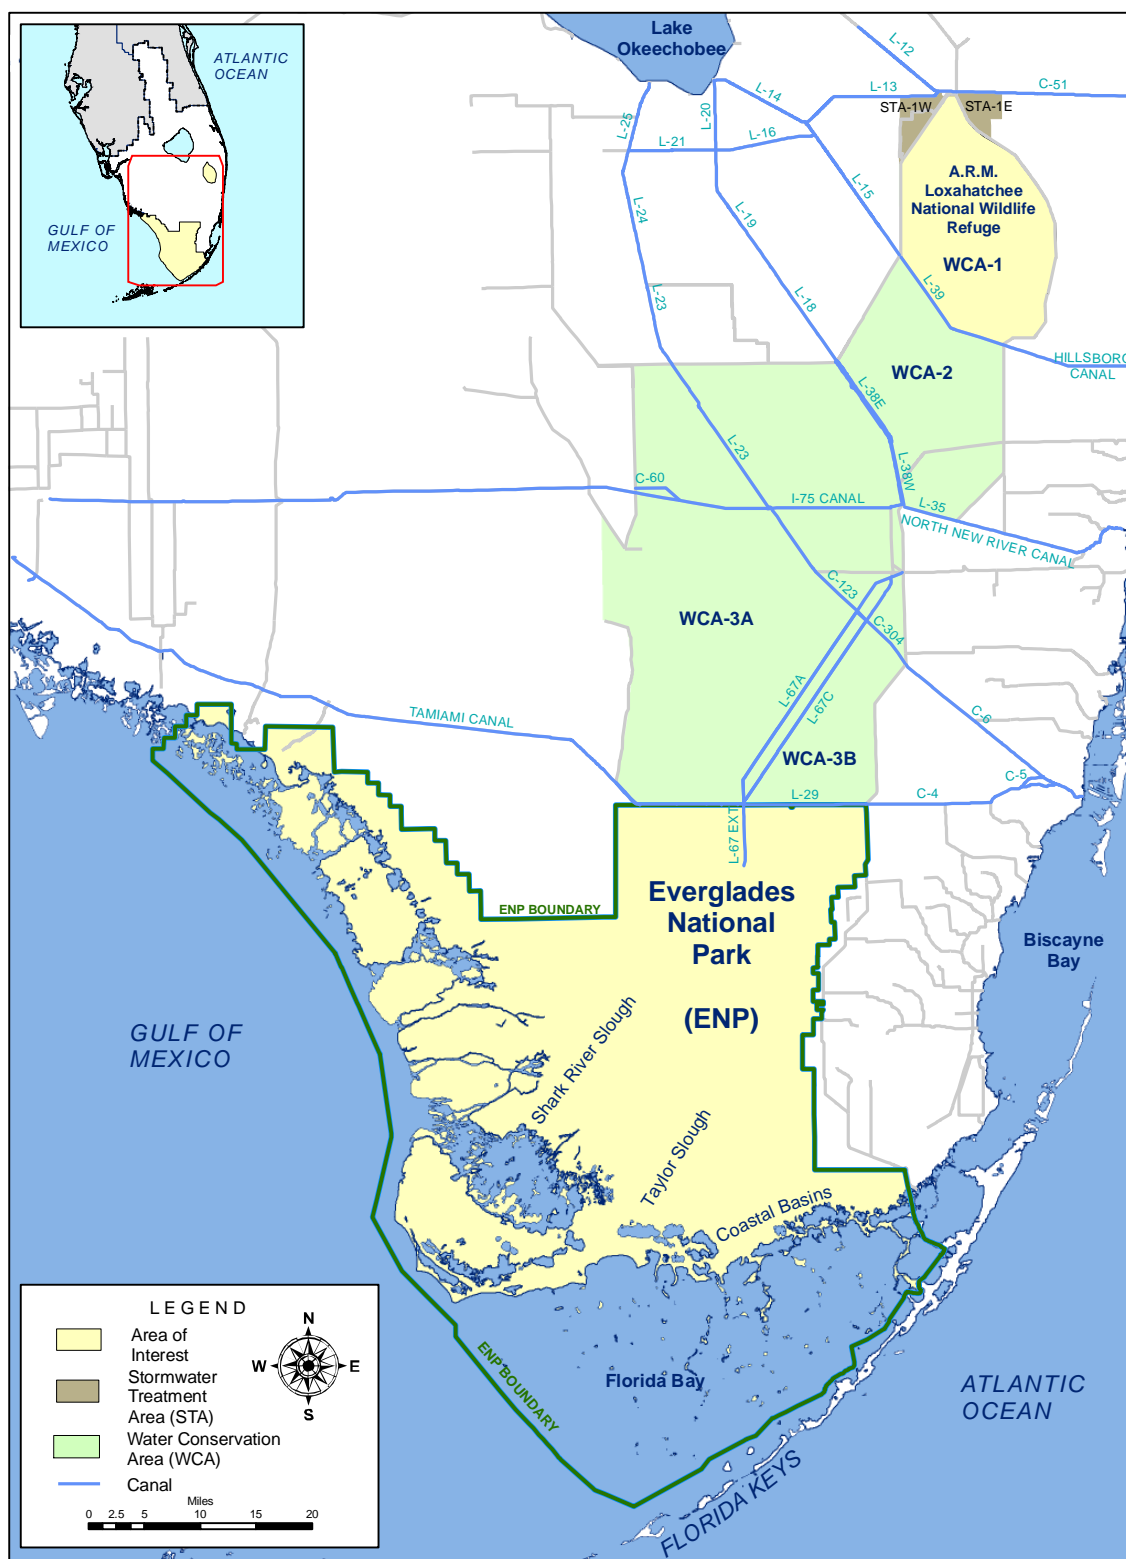 ATLANTIC
OCEAN
GULF OF
MEXICO
Lake
Okeechobee
L-12
L-13
C-51
L-14
L-20
L-25
L-21
L-16
STA-1W
STA-1E
A.R.M.
Loxahatchee
National Wildlife
Refuge
WCA-1
L-15
L-24
L-19
L-39
L-23
L-18
HILLSBORO
CANAL
WCA-2
L-38E
L-23
L-38W
C-60
I-75 CANAL
L-35
NORTH NEW RIVER CANAL
C-123
WCA-3A
C-304
L-67A
L-67C
C-6
TAMIAMI CANAL
WCA-3B
C-5
L-29
C-4
L-67 EXT
ENP BOUNDARY
Everglades
National
Park
(ENP)
Biscayne
Bay
GULF OF
MEXICO
Shark River Slough
Taylor Slough
Coastal Basins
ENP BOUNDARY
Florida Bay
ATLANTIC
OCEAN
FLORIDA KEYS
LEGEND
Area of
Interest
Stormwater
Treatment
Area (STA)
Water Conservation
Area (WCA)
Canal
N
W
E
S
Miles
0 2.5 5 10 15 20